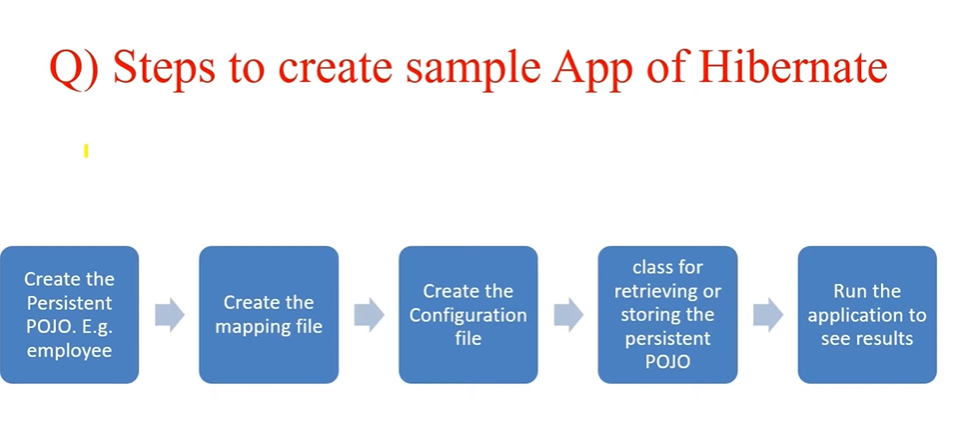 Q) Steps to create sample App of Hibernate
Create the
Persistent
POJO. E.g.
employee
Create the
mapping file
Create the
Configuration
file
class for
retrieving or
storing the
persistent
POJO
Run the
application to
see results